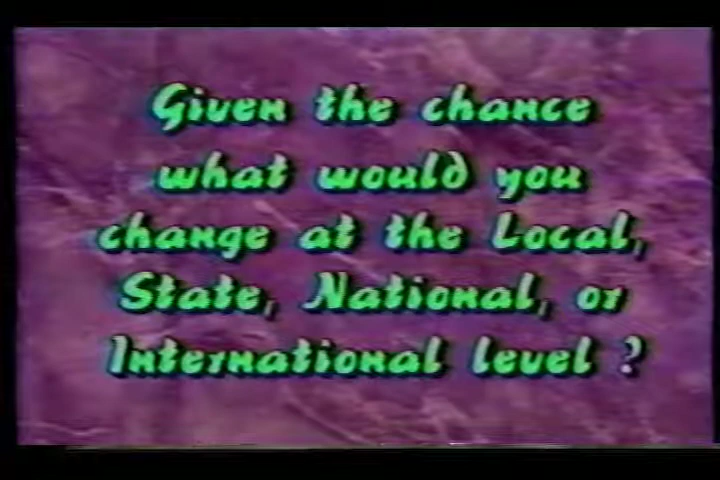 Given the chance
what would you
change at the Local,
State, National, or
International level ?